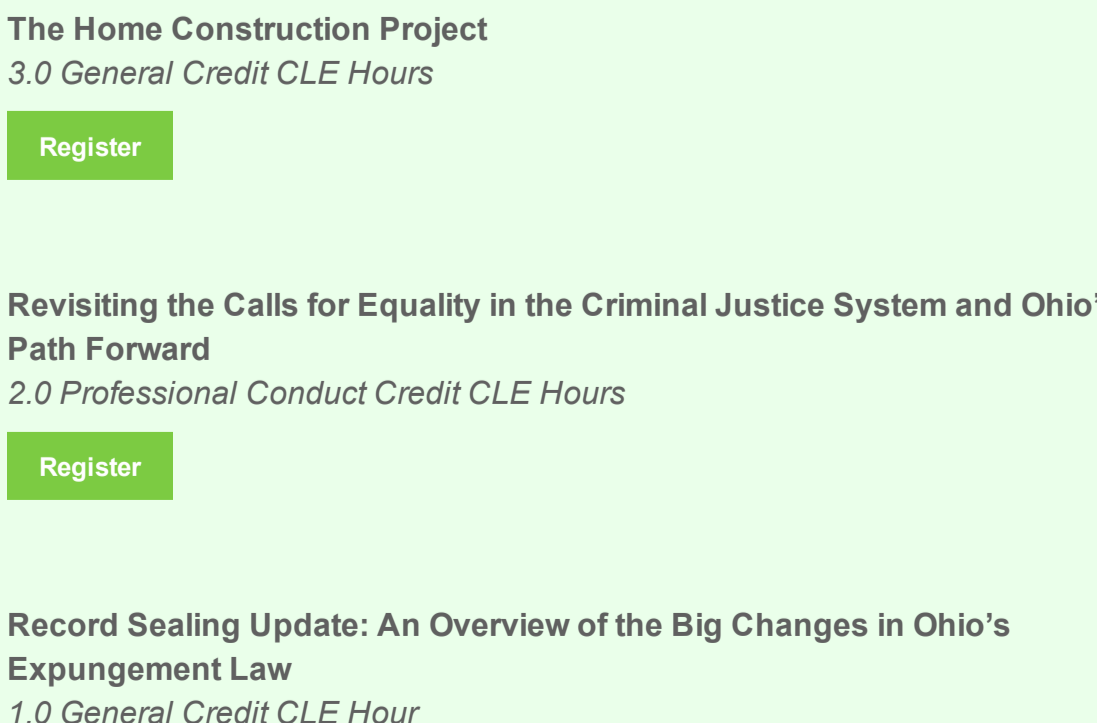 The Home Construction Project
3.0 General Credit CLE Hours
Register
Revisiting the Calls for Equality in the Criminal Justice System and Ohio’
Path Forward
2.0 Professional Conduct Credit CLE Hours
Register
Record Sealing Update: An Overview of the Big Changes in Ohio’s
Expungement Law
1.0 General Credit CLE Hour